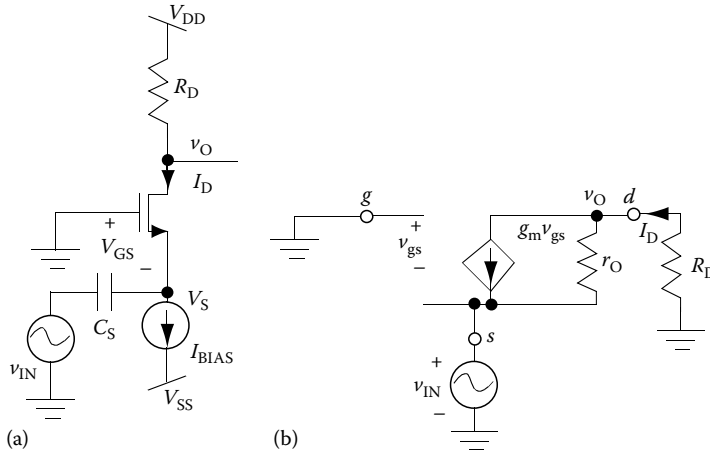 V_DD
R_D
v_O
I_D
+
V_GS
−
C_S
V_S
v_IN
I_BIAS
V_SS
(a)
g
+
v_gs
−
g_m v_gs
v_O
d
I_D
r_O
R_D
s
+
v_IN
−
(b)